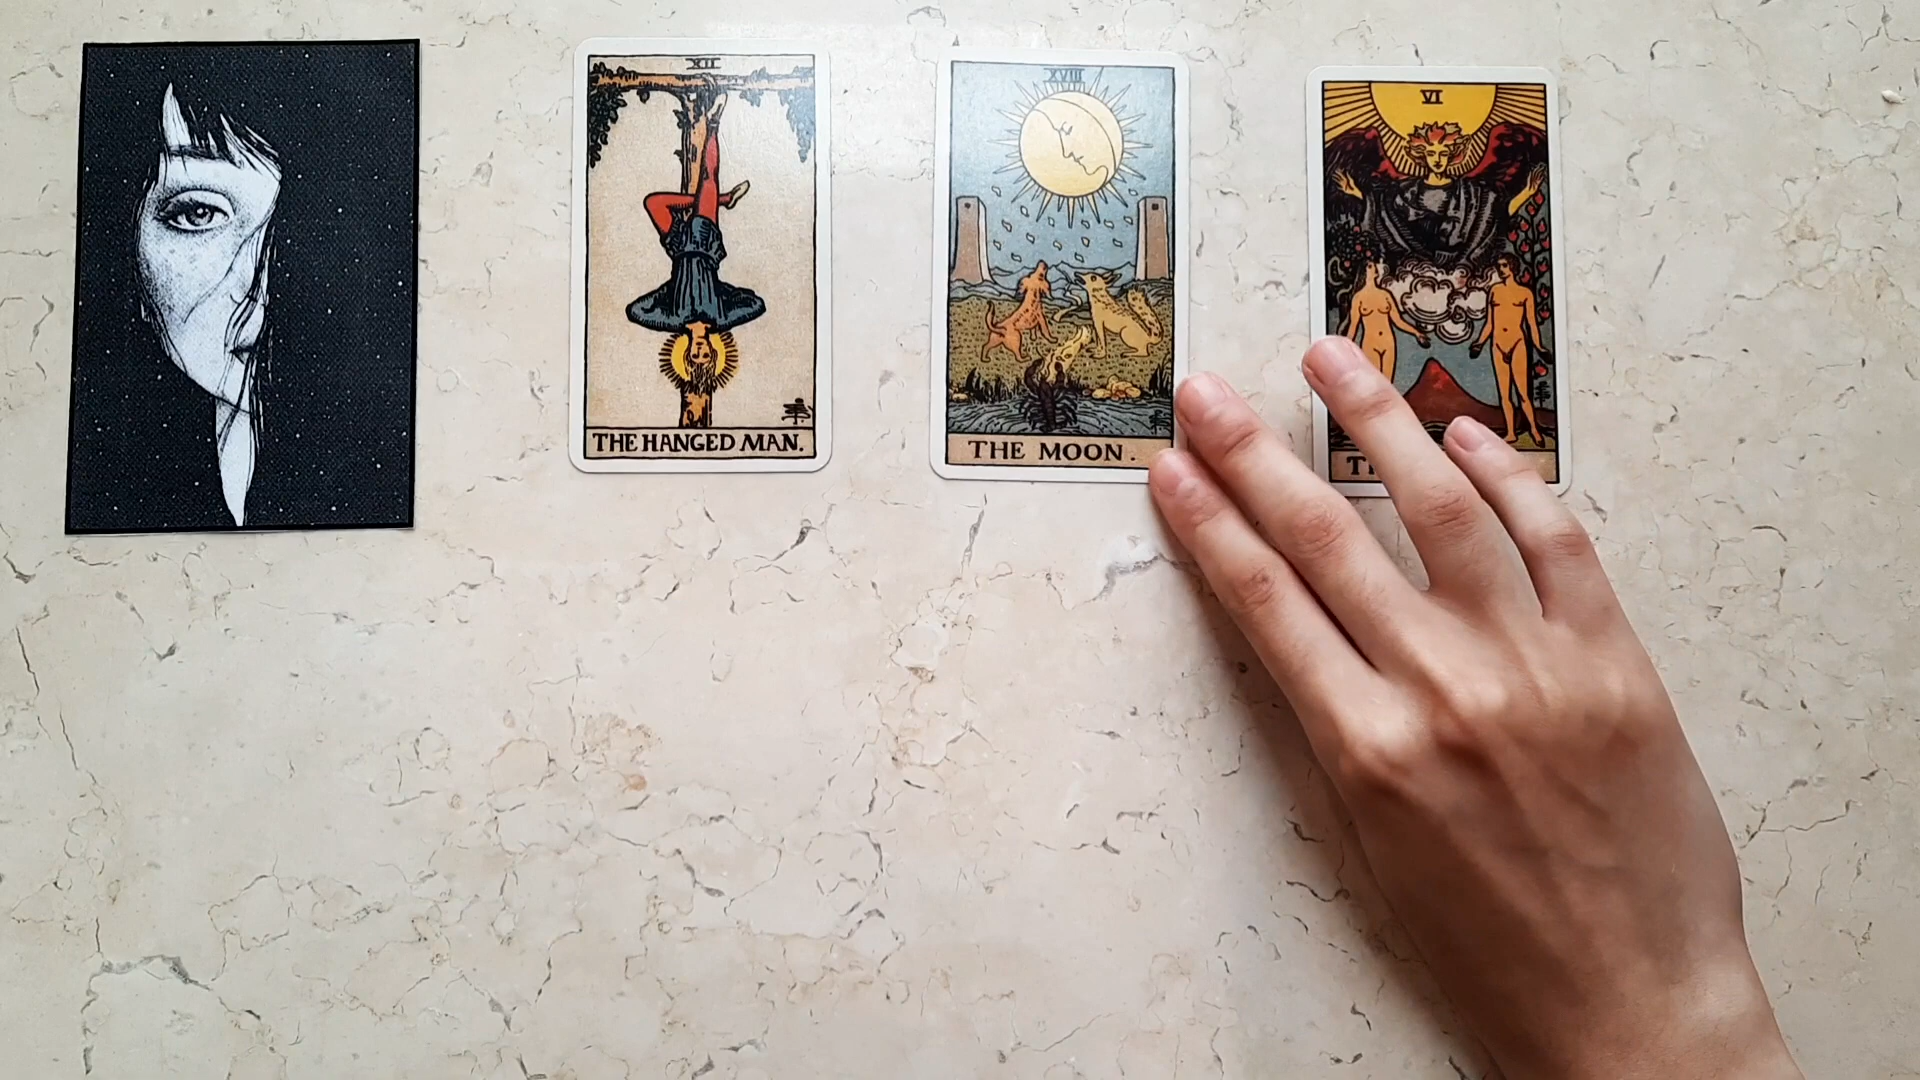 XII
THE HANGED MAN.
XVIII
THE MOON.
VI